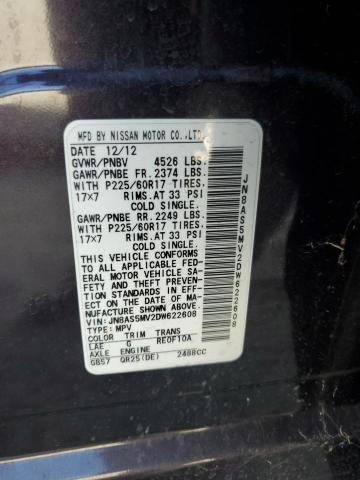 MFD BY NISSAN MOTOR CO.,LTD.
DATE 12/12
GVWR/PNBV 4526 LBS.
GAWR/PNBE FR. 2374 LBS.
WITH P225/60R17 TIRES,
17X7 RIMS.AT 33 PSI
COLD SINGLE.
GAWR/PNBE RR. 2249 LBS.
WITH P225/60R17 TIRES,
17X7 RIMS.AT 33 PSI
COLD SINGLE.
THIS VEHICLE CONFORMS
TO ALL APPLICABLE FED-
ERAL MOTOR VEHICLE SA-
FETY AND THEFT PREVEN-
TION STANDARDS IN EFF-
ECT ON THE DATE OF MA-
NUFACTURE SHOWN ABOVE.
VIN:JN8AS5MV2DW622608
TYPE:MPV
COLOR TRIM TRANS
LAE G RE0F10A
AXLE ENGINE
GB57 QR25(DE) 2488CC
JN8AS5MV2DW622608